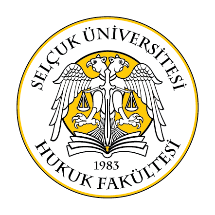 SELÇUK ÜNİVERSİTESİ
1983
HUKUK FAKÜLTESİ